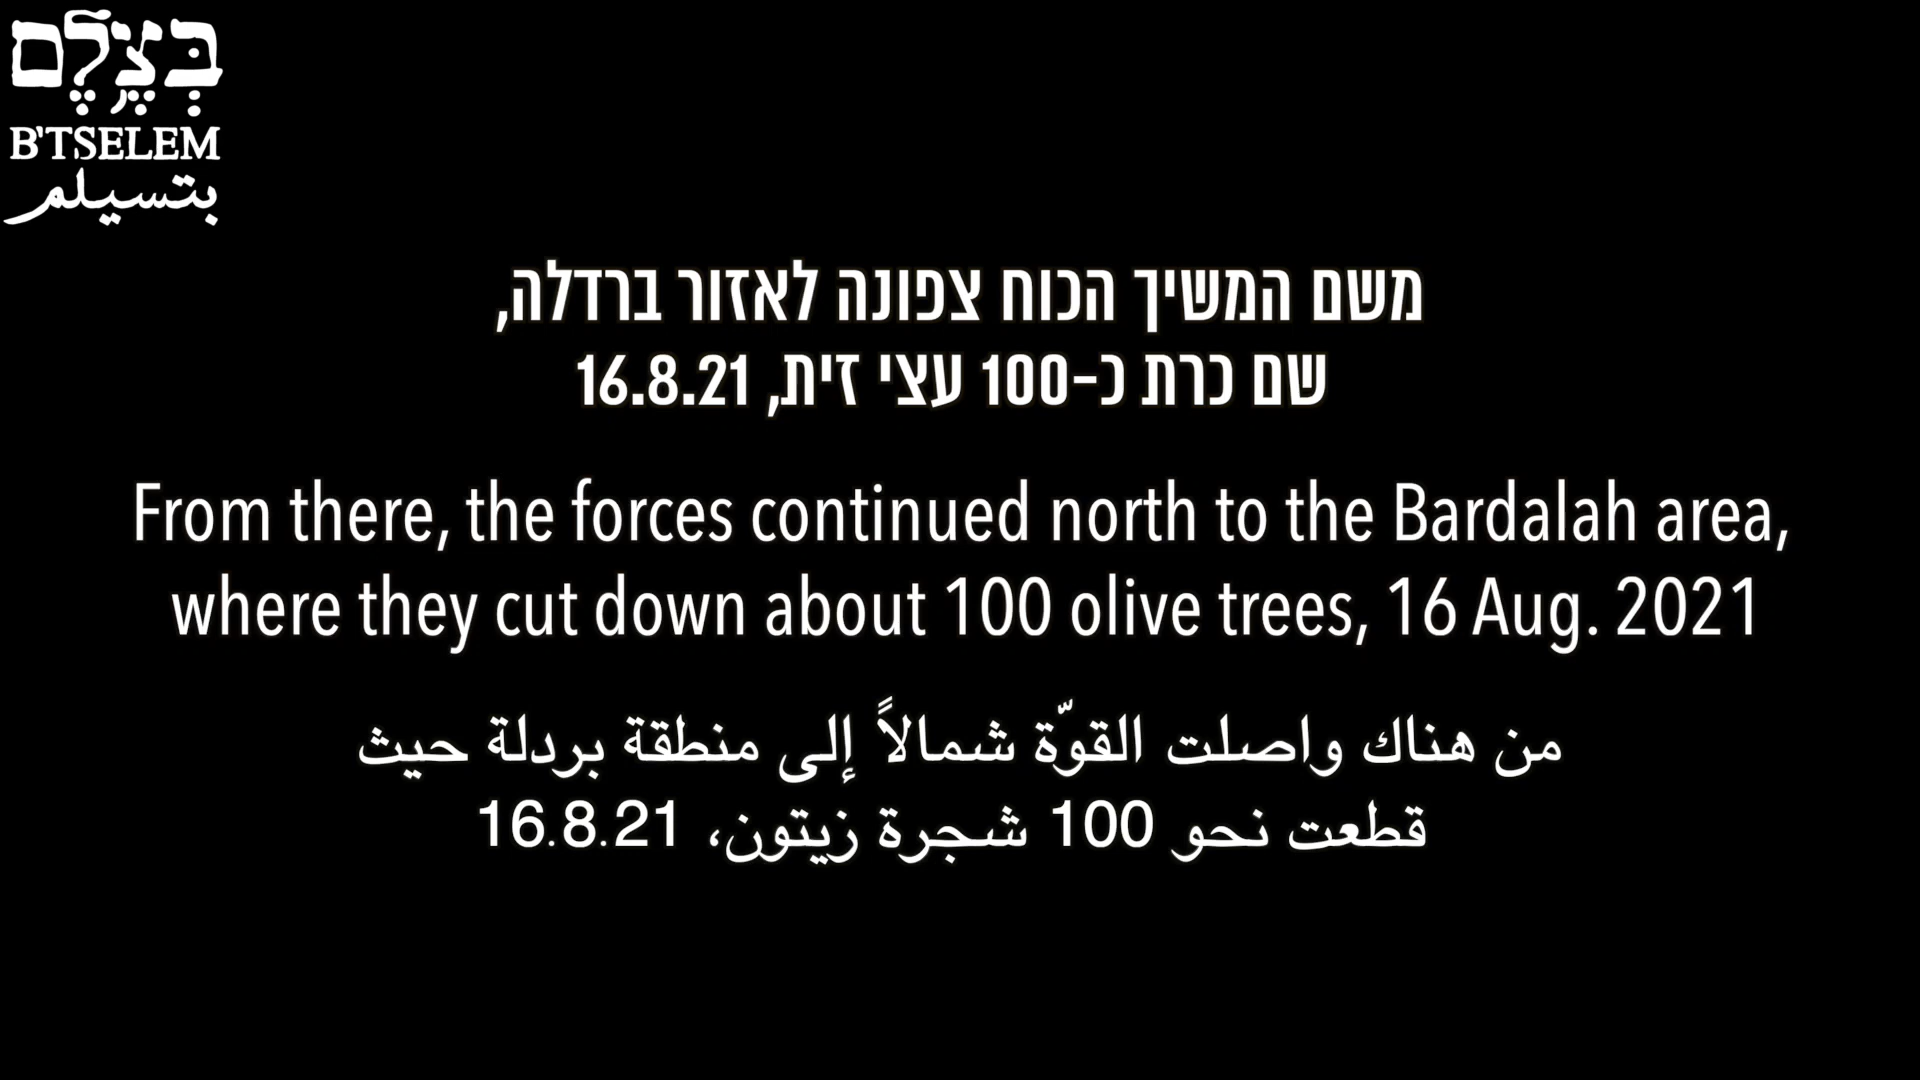 בְּצֶלֶם
B'TSELEM
بتسيلم
משם המשיך הכוח צפונה לאזור ברדלה,
שם כרת כ-100 עצי זית, 16.8.21
From there, the forces continued north to the Bardalah area,
where they cut down about 100 olive trees, 16 Aug. 2021
من هناك واصلت القوّة شمالاً إلى منطقة بردلة حيث
قطعت نحو 100 شجرة زيتون، 16.8.21